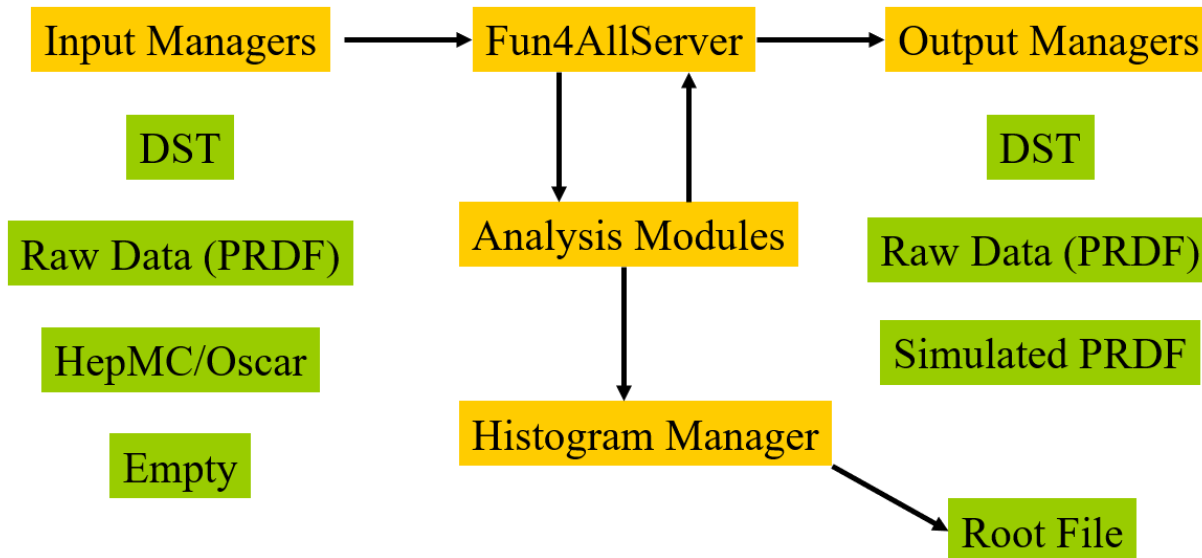 Input Managers
Fun4AllServer
Output Managers
DST
DST
Raw Data (PRDF)
Analysis Modules
Raw Data (PRDF)
HepMC/Oscar
Simulated PRDF
Histogram Manager
Empty
Root File